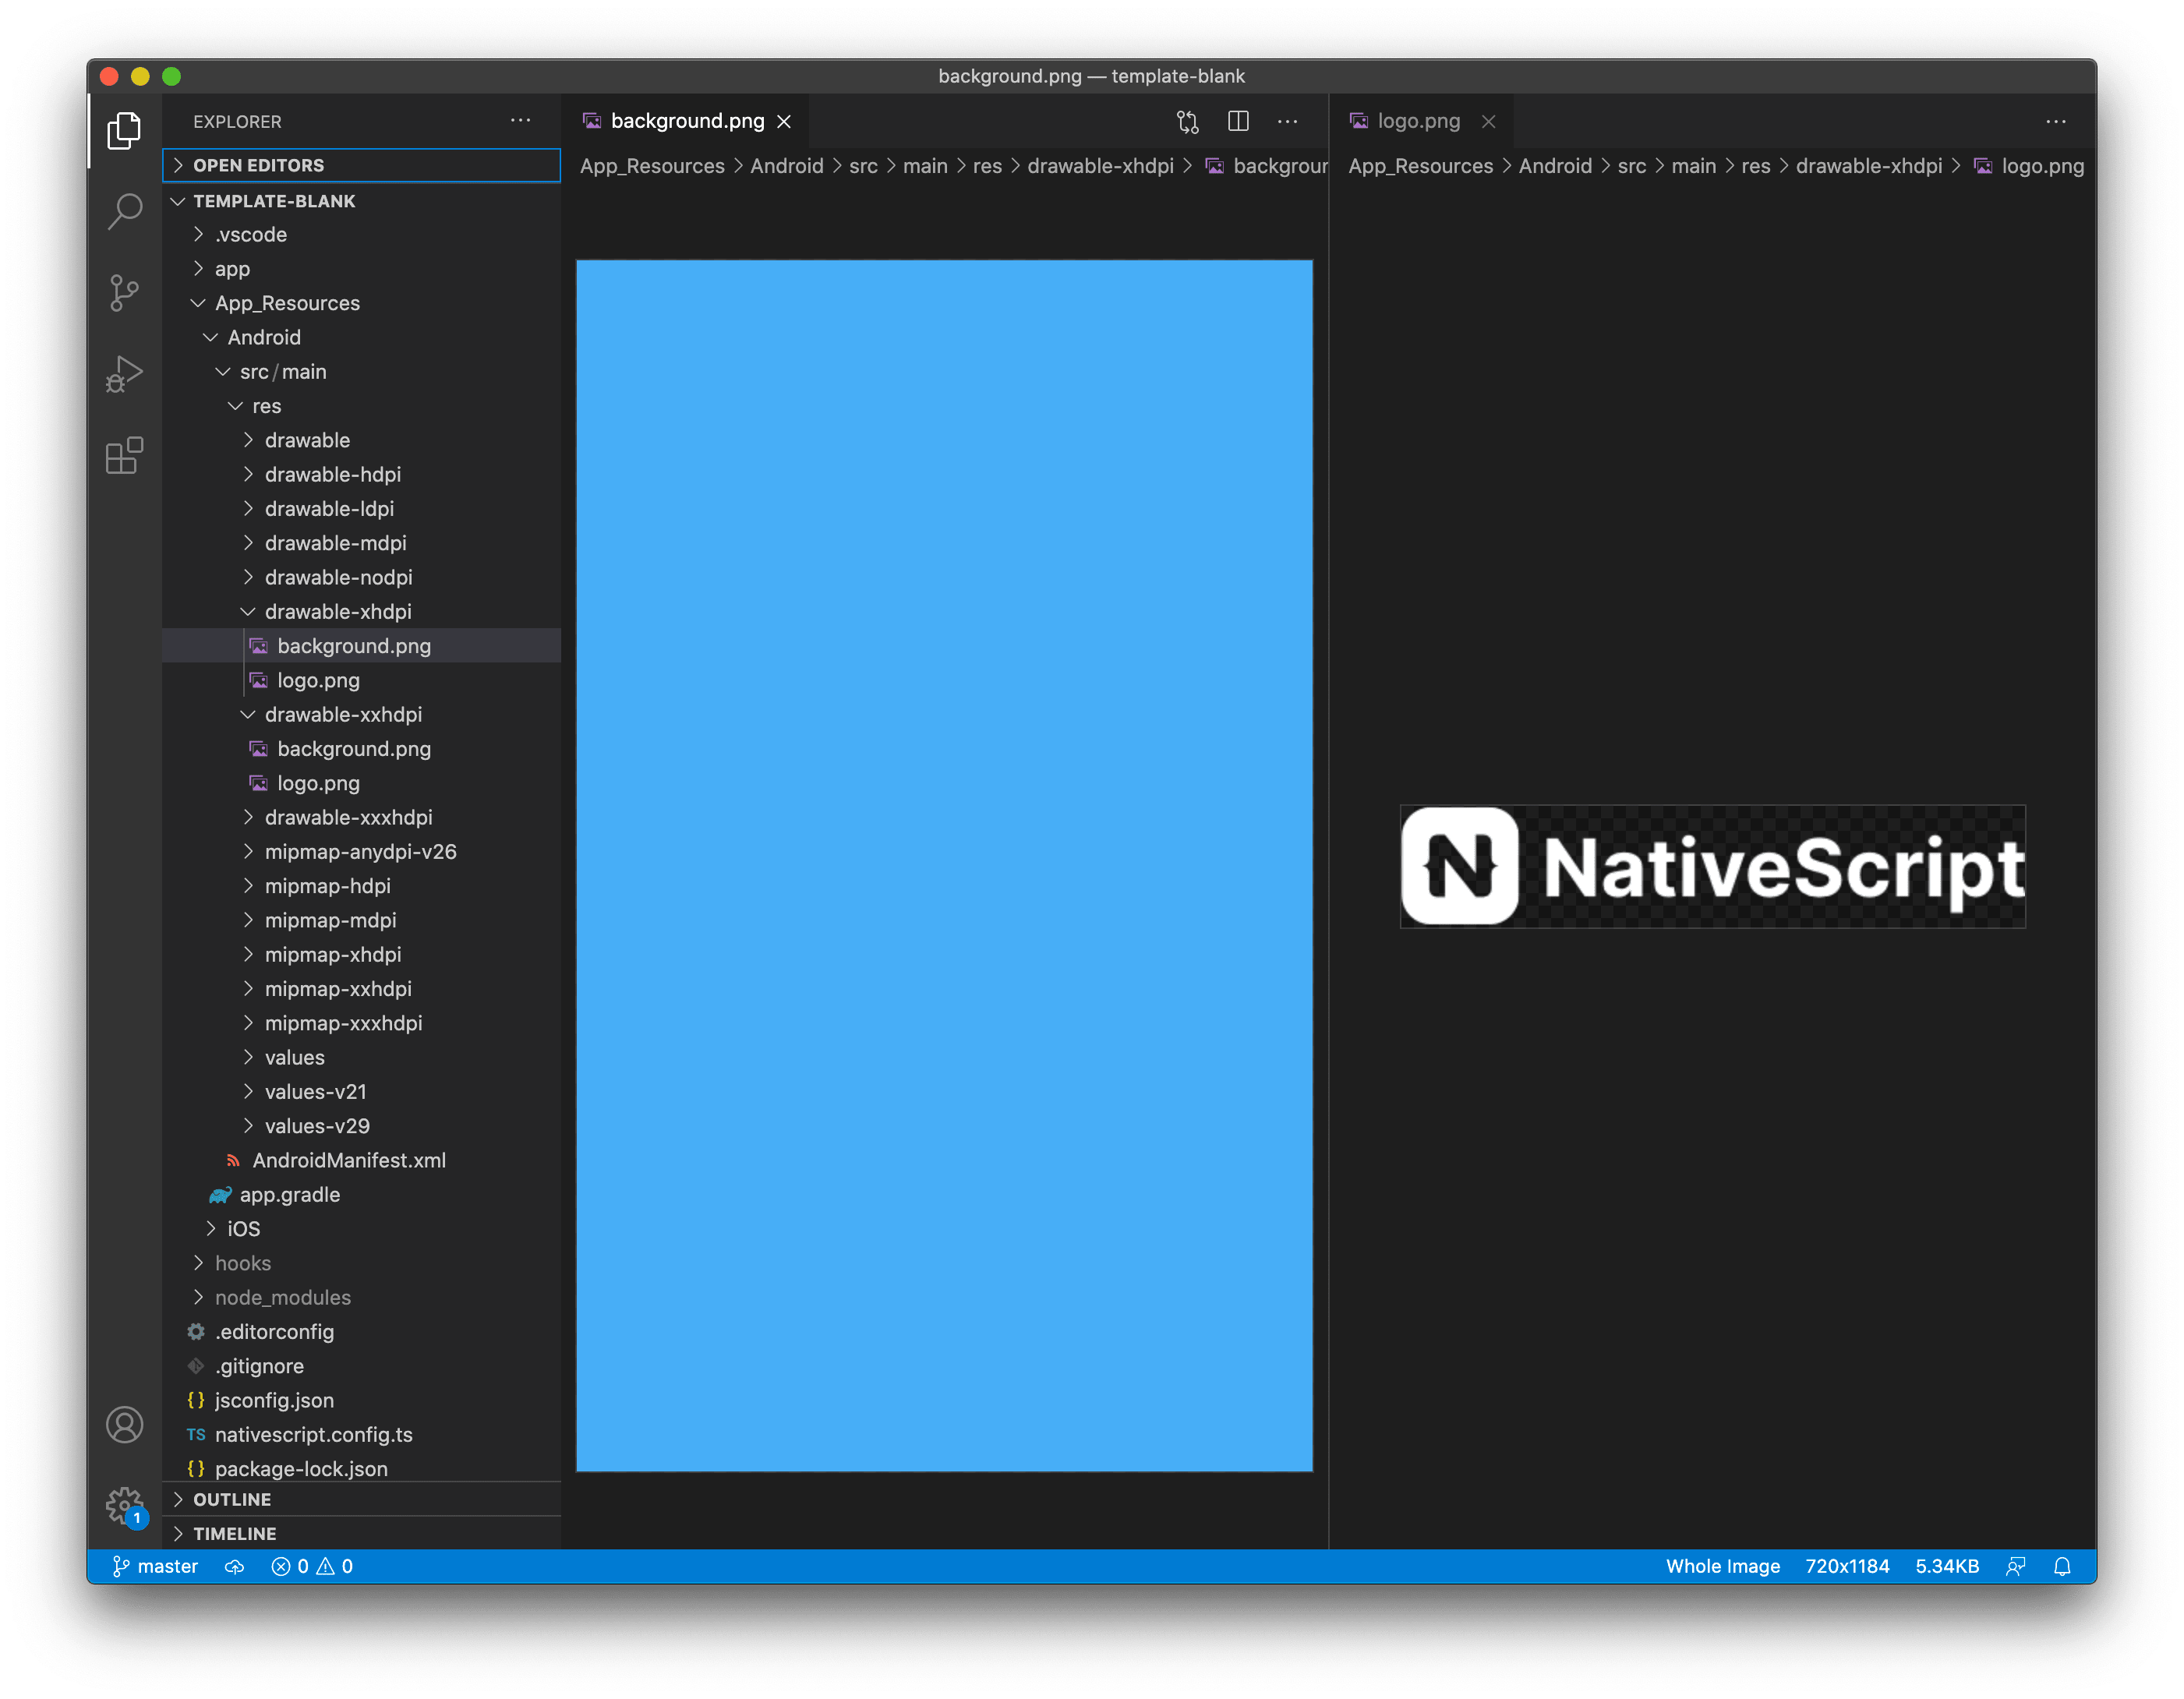 background.png — template-blank
EXPLORER
OPEN EDITORS
TEMPLATE-BLANK
.vscode
app
App_Resources
Android
src / main
res
drawable
drawable-hdpi
drawable-ldpi
drawable-mdpi
drawable-nodpi
drawable-xhdpi
background.png
logo.png
drawable-xxhdpi
background.png
logo.png
drawable-xxxhdpi
mipmap-anydpi-v26
mipmap-hdpi
mipmap-mdpi
mipmap-xhdpi
mipmap-xxhdpi
mipmap-xxxhdpi
values
values-v21
values-v29
AndroidManifest.xml
app.gradle
iOS
hooks
node_modules
.editorconfig
.gitignore
{} jsconfig.json
TS nativescript.config.ts
{} package-lock.json
OUTLINE
TIMELINE
1
background.png
App_Resources > Android > src > main > res > drawable-xhdpi > backgrour
logo.png
App_Resources > Android > src > main > res > drawable-xhdpi > logo.png
N NativeScript
master 0 0
Whole Image 720x1184 5.34KB